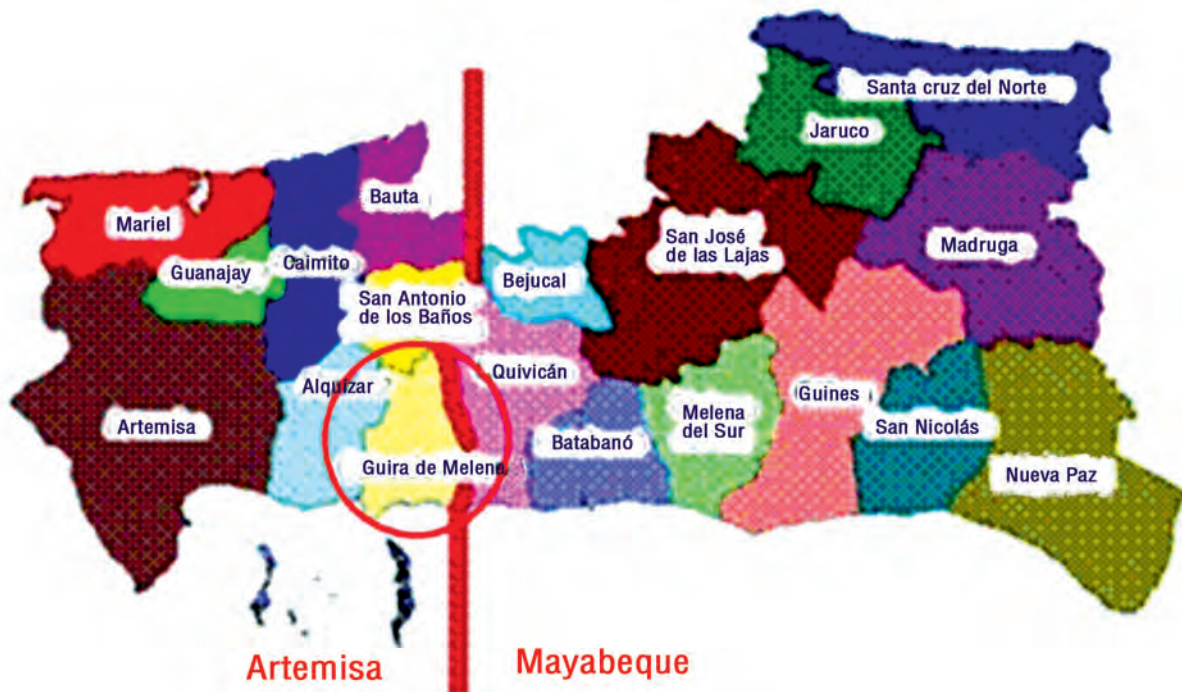 Santa cruz del Norte
Jaruco
Bauta
Mariel
San José
de las Lajas
Madruga
Guanajay
Caimito
Bejucal
San Antonio
de los Baños
Quivicán
Alquizar
Guines
Artemisa
Melena
del Sur
San Nicolás
Batabanó
Guira de Melena
Nueva Paz
Artemisa
Mayabeque